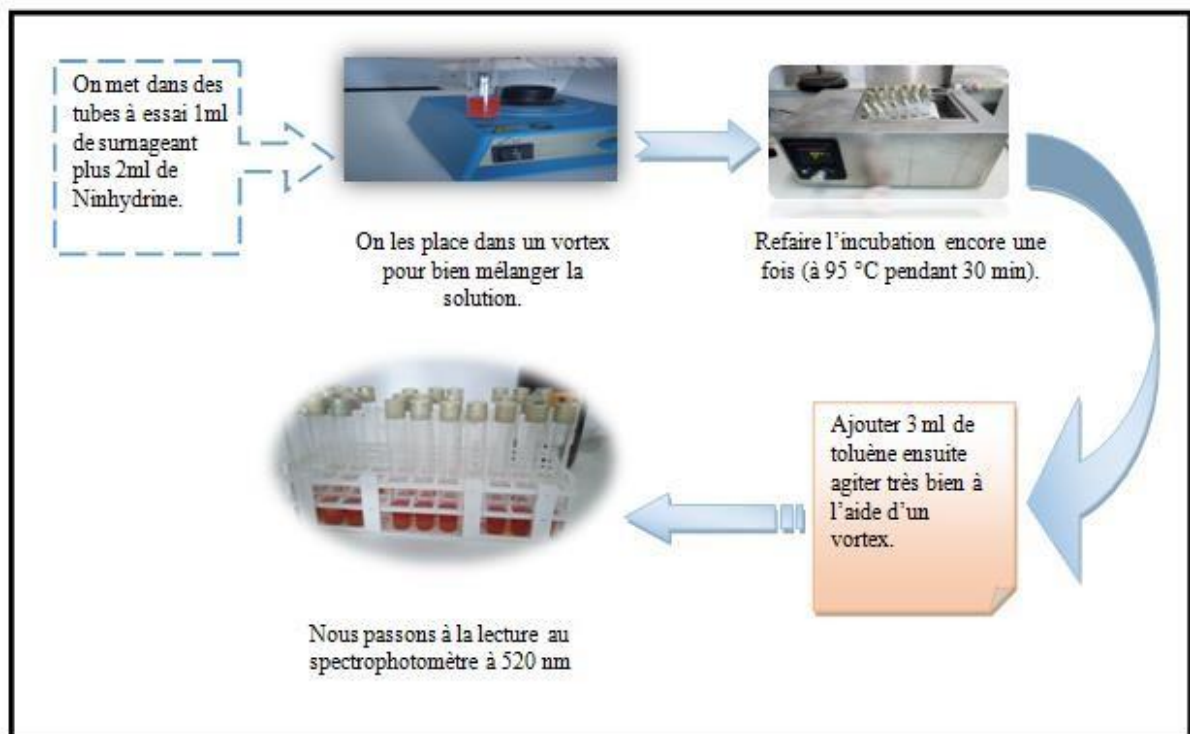 On met dans des
tubes à essai 1ml
de surnageant
plus 2ml de
Ninhydrine.
On les place dans un vortex
pour bien mélanger la
solution.
Refaire l’incubation encore une
fois (à 95 °C pendant 30 min).
Ajouter 3 ml de
toluène ensuite
agiter très bien à
l’aide d’un
vortex.
Nous passons à la lecture au
spectrophotomètre à 520 nm